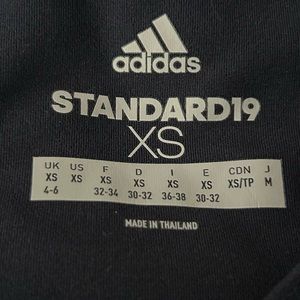 adidas
STANDARD19
XS
UK US F D I E CDN J
XS XS XS XS XS XS XS/TP M
4-6 32-34 30-32 36-38 30-32
MADE IN THAILAND